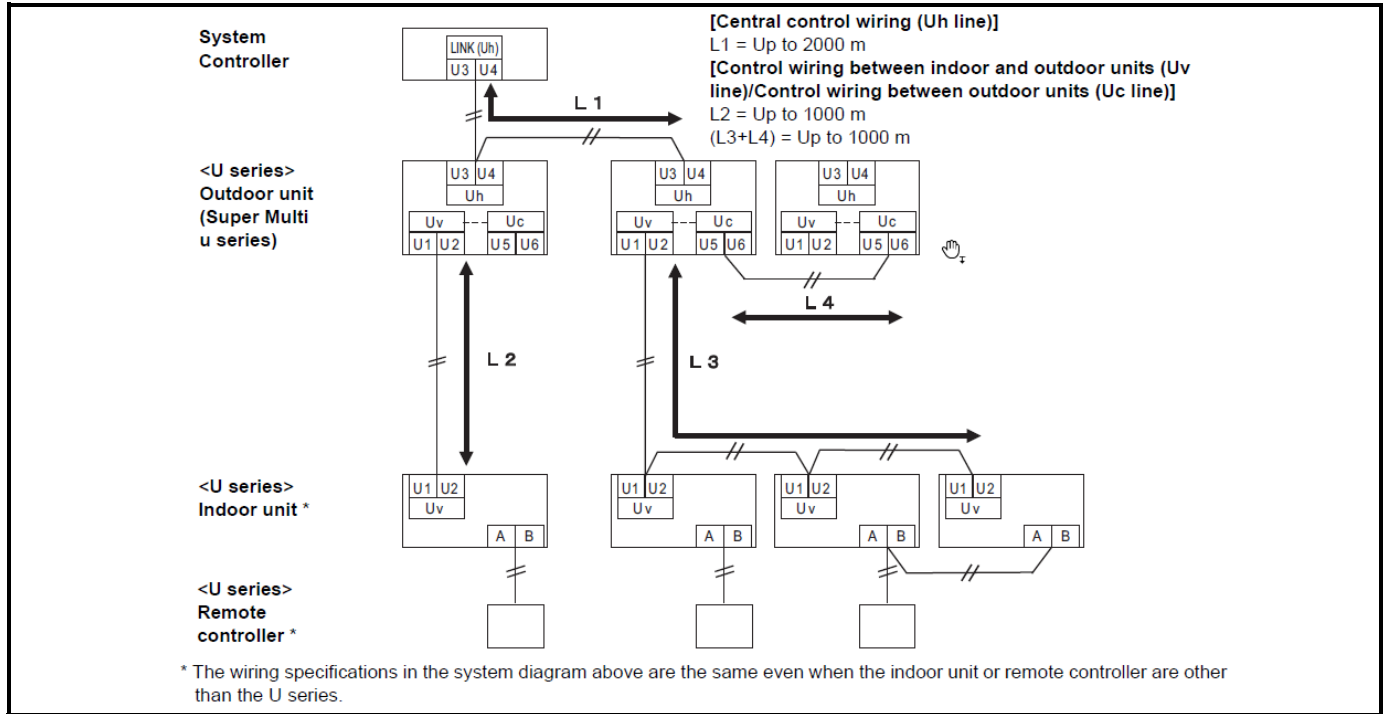 System
Controller
LINK (Uh)
U3 U4
[Central control wiring (Uh line)]
L1 = Up to 2000 m
[Control wiring between indoor and outdoor units (Uv
line)/Control wiring between outdoor units (Uc line)]
L2 = Up to 1000 m
(L3+L4) = Up to 1000 m
L 1
<U series>
Outdoor unit
(Super Multi
u series)
U3 U4
Uh
Uv Uc
U1 U2 U5 U6
U3 U4
Uh
Uv Uc
U1 U2 U5 U6
U3 U4
Uh
Uv Uc
U1 U2 U5 U6
L 4
L 2
L 3
<U series>
Indoor unit *
U1 U2
Uv
A B
U1 U2
Uv
A B
U1 U2
Uv
A B
U1 U2
Uv
A B
<U series>
Remote
controller *
* The wiring specifications in the system diagram above are the same even when the indoor unit or remote controller are other
than the U series.